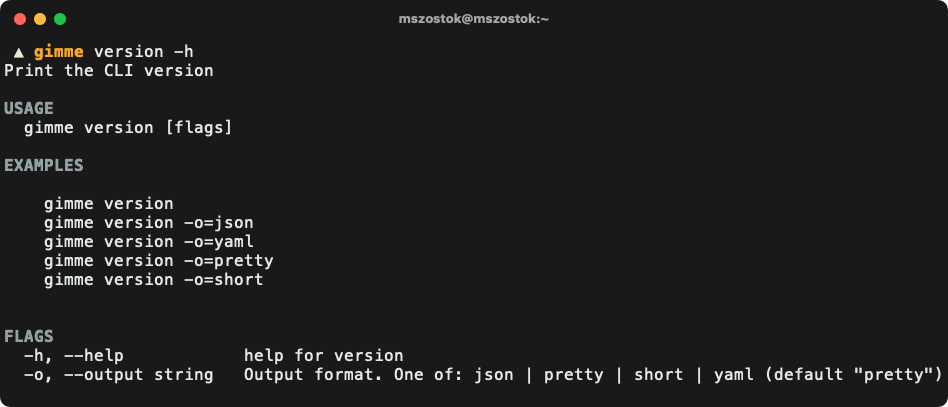 mszostok@mszostok:~
▲ gimme version -h
Print the CLI version
USAGE
gimme version [flags]
EXAMPLES
gimme version
gimme version -o=json
gimme version -o=yaml
gimme version -o=pretty
gimme version -o=short
FLAGS
-h, --help help for version
-o, --output string Output format. One of: json | pretty | short | yaml (default "pretty")